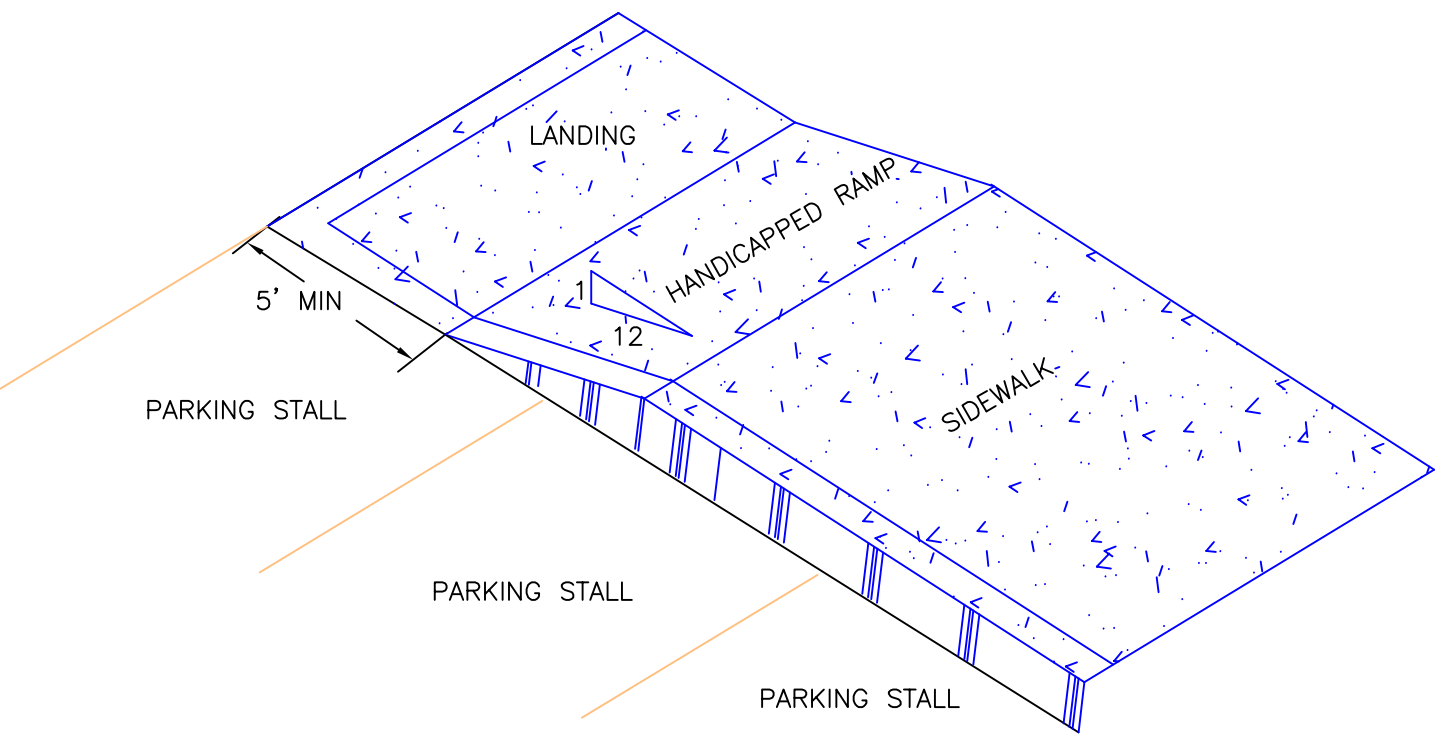 LANDING
HANDICAPPED RAMP
1
12
5' MIN
SIDEWALK
PARKING STALL
PARKING STALL
PARKING STALL